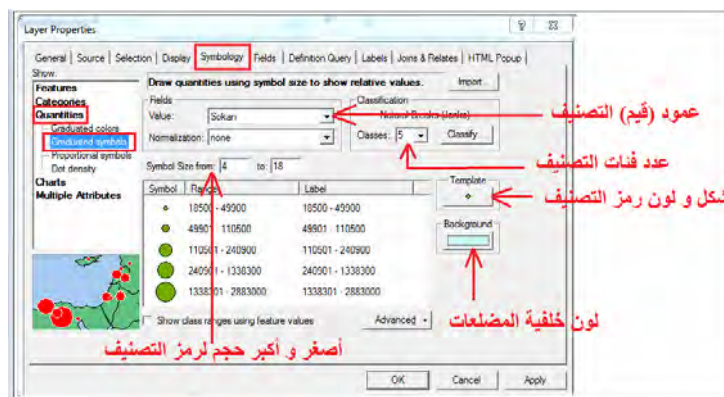 Layer Properties
General Source Selection Display Symbology Fields Definition Query Labels Joins & Relates HTML Popup
Show:
Features
Categories
Quantities
Graduated colors
Graduated symbols
Proportional symbols
Dot density
Charts
Multiple Attributes
Draw quantities using symbol size to show relative values.
Import...
Fields
Value: Sokan
Normalization: none
Classification
Natural Breaks (Jenks)
Classes: 5 Classify...
عمود (قيم) التصنيف
عدد فئات التصنيف
Symbol Size from: 4 to: 18
Symbol Range Label
18500 - 49900 18500 - 49900
49901 - 110500 49901 - 110500
110501 - 240900 110501 - 240900
240901 - 1338300 240901 - 1338300
1338301 - 2883000 1338301 - 2883000
Template
شكل و لون رمز التصنيف
Background
لون خلفية المضلعات
Show class ranges using feature values
Advanced
أصغر و أكبر حجم لرمز التصنيف
OK Cancel Apply